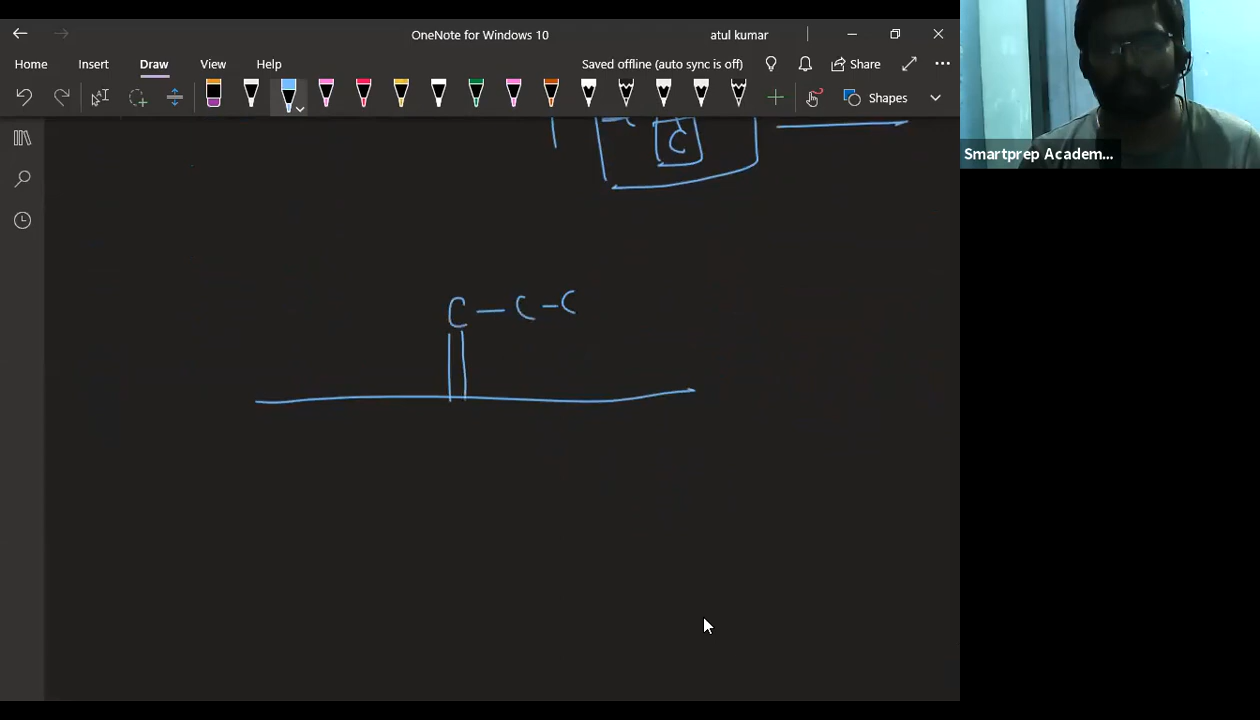 OneNote for Windows 10
atul kumar
Home
Insert
Draw
View
Help
Saved offline (auto sync is off)
Share
Shapes
Smartprep Academ...
C
C — C - C